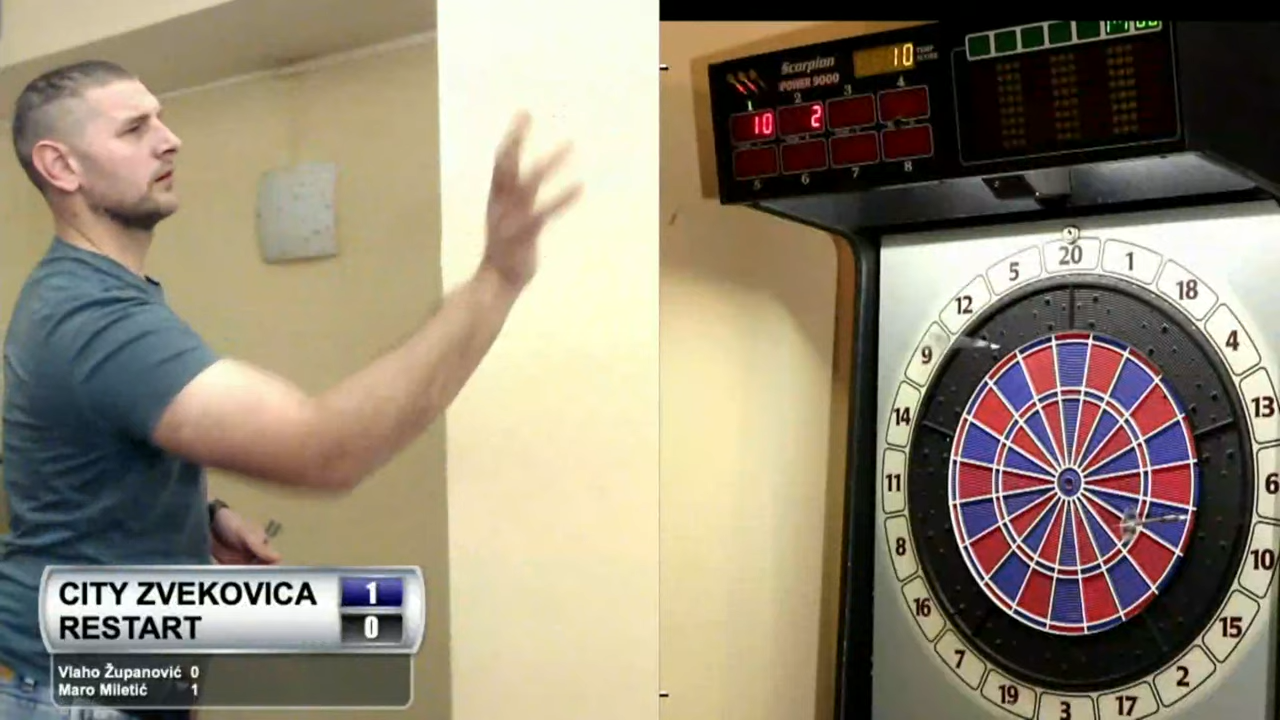 CITY ZVEKOVICA 1
RESTART 0
Vlaho Županović 0
Maro Miletić 1
Scorpion
POWER 9000
10 TEMP SCORE
1 2 3 4
10 2
5 6 7 8
20
1
18
4
13
6
10
15
2
17
3
19
7
16
8
11
14
9
12
5